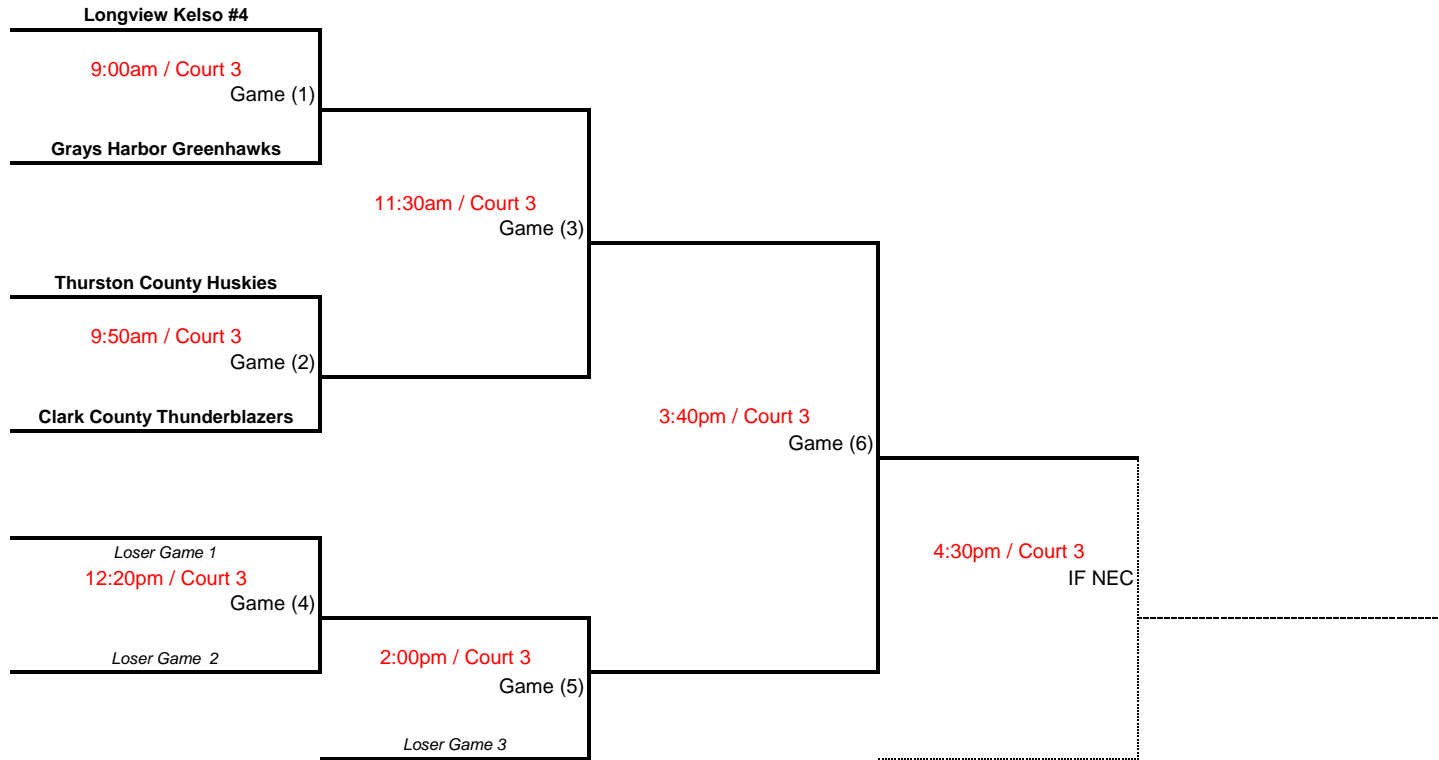 Longview Kelso #4
9:00am / Court 3
Game (1)
Grays Harbor Greenhawks
11:30am / Court 3
Game (3)
Thurston County Huskies
9:50am / Court 3
Game (2)
Clark County Thunderblazers
3:40pm / Court 3
Game (6)
Loser Game 1
12:20pm / Court 3
Game (4)
Loser Game 2
4:30pm / Court 3
IF NEC
2:00pm / Court 3
Game (5)
Loser Game 3